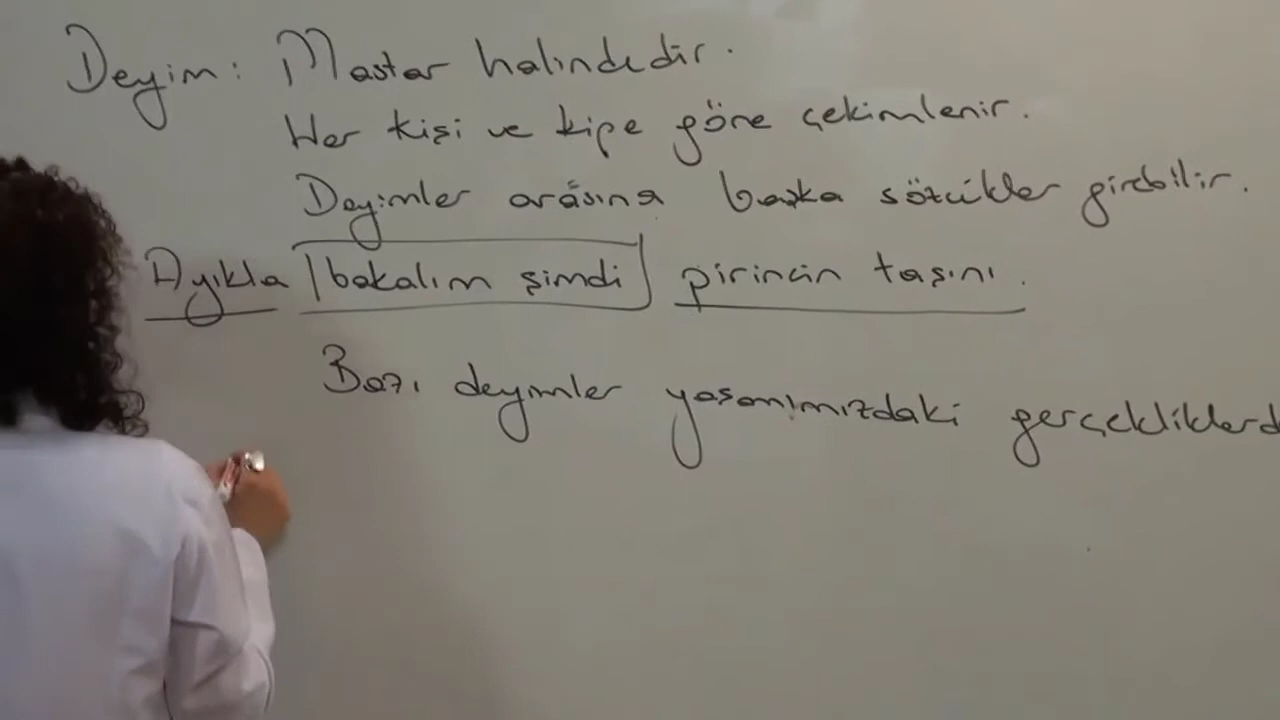 Deyim: Mastar halindedir.
Her kişi ve kipe göre çekimlenir.
Deyimler arasına başka sözcükler girebilir.
Ayıkla bakalım şimdi pirincin taşını.
Bazı deyimler yaşamımızdaki gerçekliklerd